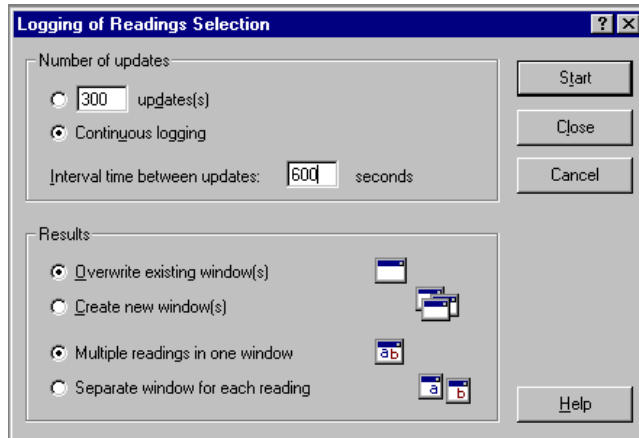 Logging of Readings Selection
Number of updates
300 updates(s)
Continuous logging
Interval time between updates: 600 seconds
Start
Close
Cancel
Results
Overwrite existing window(s)
Create new window(s)
Multiple readings in one window
ab
Separate window for each reading
a b
Help